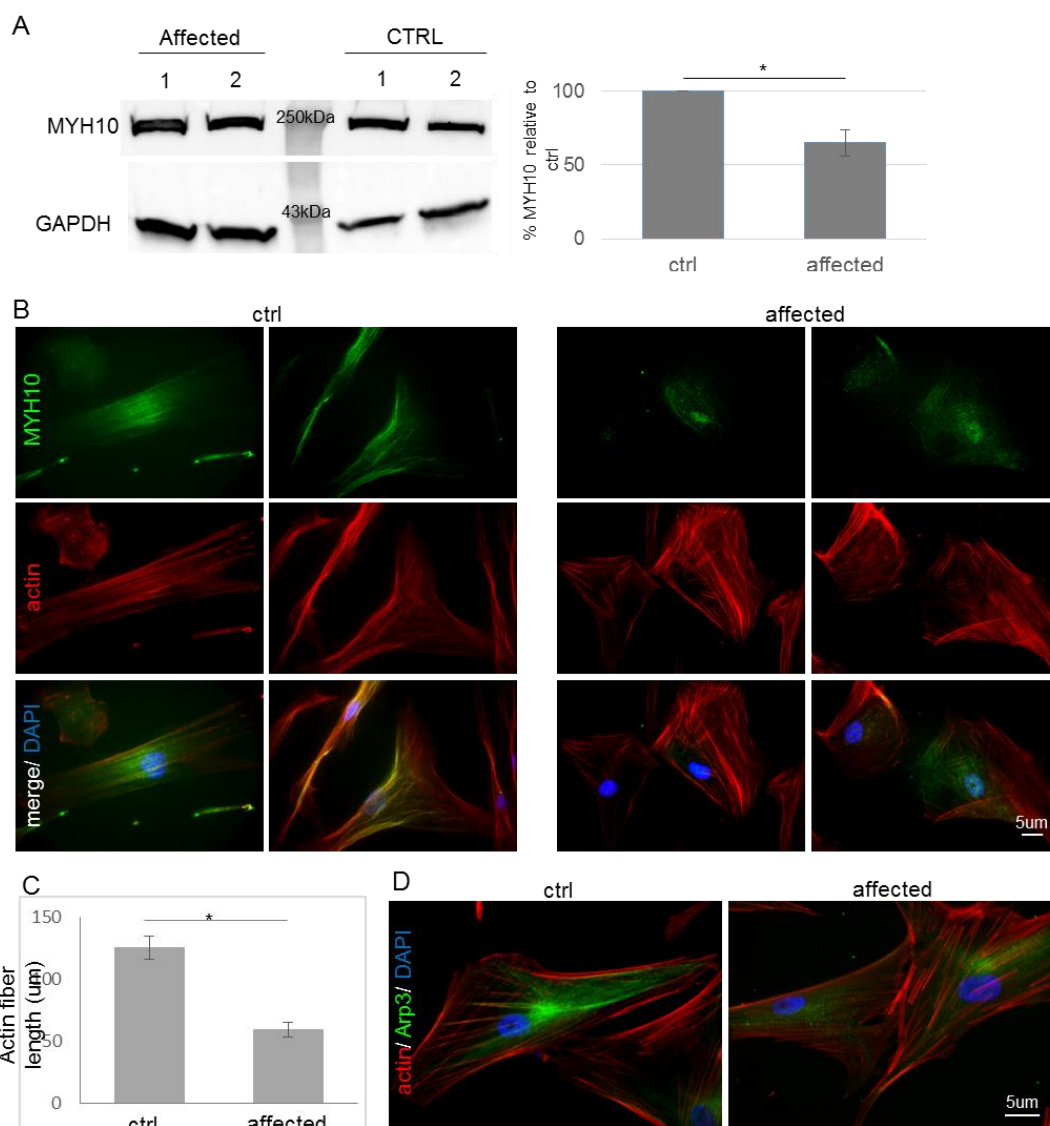 A
Affected
CTRL
1 2 1 2
MYH10
250kDa
GAPDH
43kDa
% MYH10 relative to
ctrl
*
100
50
0
ctrl affected
B
ctrl affected
MYH10
actin
merge/ DAPI
5um
C
Actin fiber
length (um)
150
100
50
0
*
ctrl affected
D
ctrl affected
actin/ Arp3/ DAPI
5um